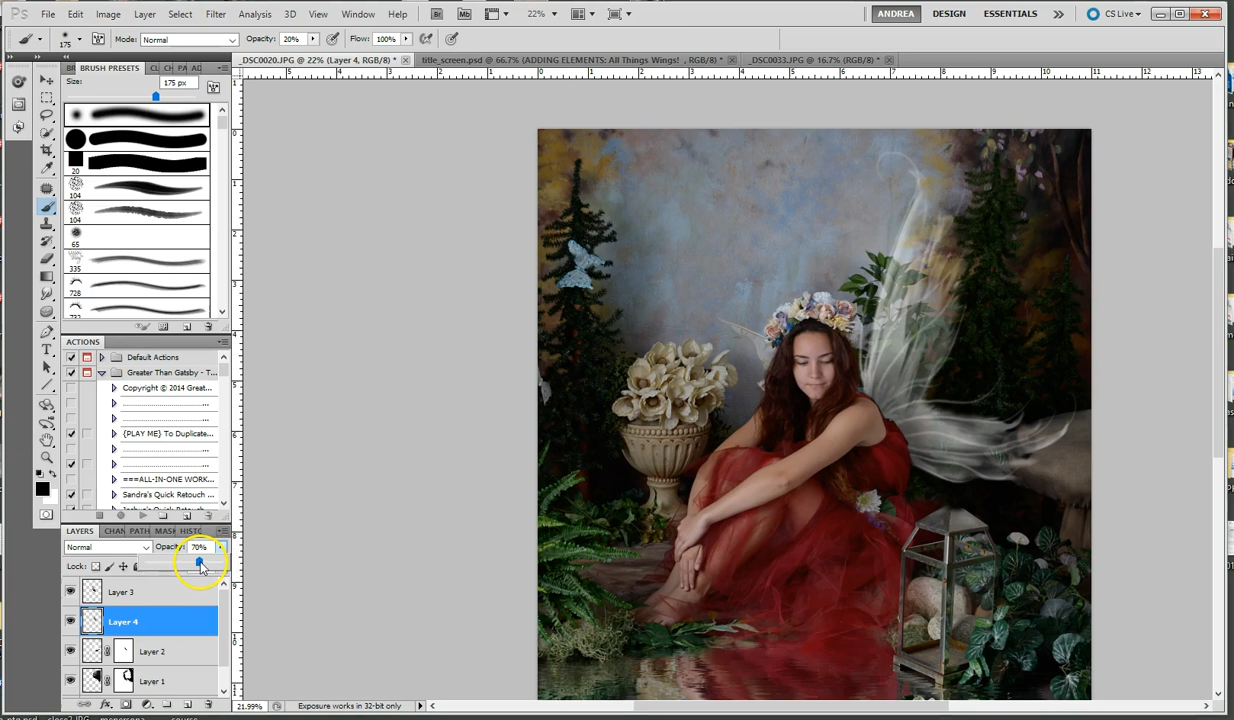 Ps File Edit Image Layer Select Filter Analysis 3D View Window Help Br Mb 22% ANDREA DESIGN ESSENTIALS CS Live
175 Mode: Normal Opacity: 20% Flow: 100%
BRUSH PRESETS
_DSC0020.JPG @ 22% (Layer 4, RGB/8) * title_screen.psd @ 66.7% (ADDING ELEMENTS: All Things Wings! , RGB/8) * _DSC0033.JPG @ 16.7% (RGB/8) *
Size: 175 px
20
104
104
65
335
728
ACTIONS
Default Actions
Greater Than Gatsby - T...
Copyright © 2014 Great...
{PLAY ME} To Duplicate...
===ALL-IN-ONE WORK...
Sandra's Quick Retouch ...
LAYERS CHAN PATH MASK HISTO
Normal Opacity: 70%
Lock:
Layer 3
Layer 4
Layer 2
Layer 1
21.99% Exposure works in 32-bit only